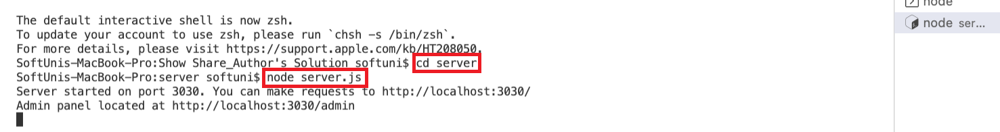 The default interactive shell is now zsh.
To update your account to use zsh, please run `chsh -s /bin/zsh`.
For more details, please visit https://support.apple.com/kb/HT208050.
SoftUnis-MacBook-Pro:Show Share_Author's Solution softuni$ cd server
SoftUnis-MacBook-Pro:server softuni$ node server.js
Server started on port 3030. You can make requests to http://localhost:3030/
Admin panel located at http://localhost:3030/admin
node
node ser...